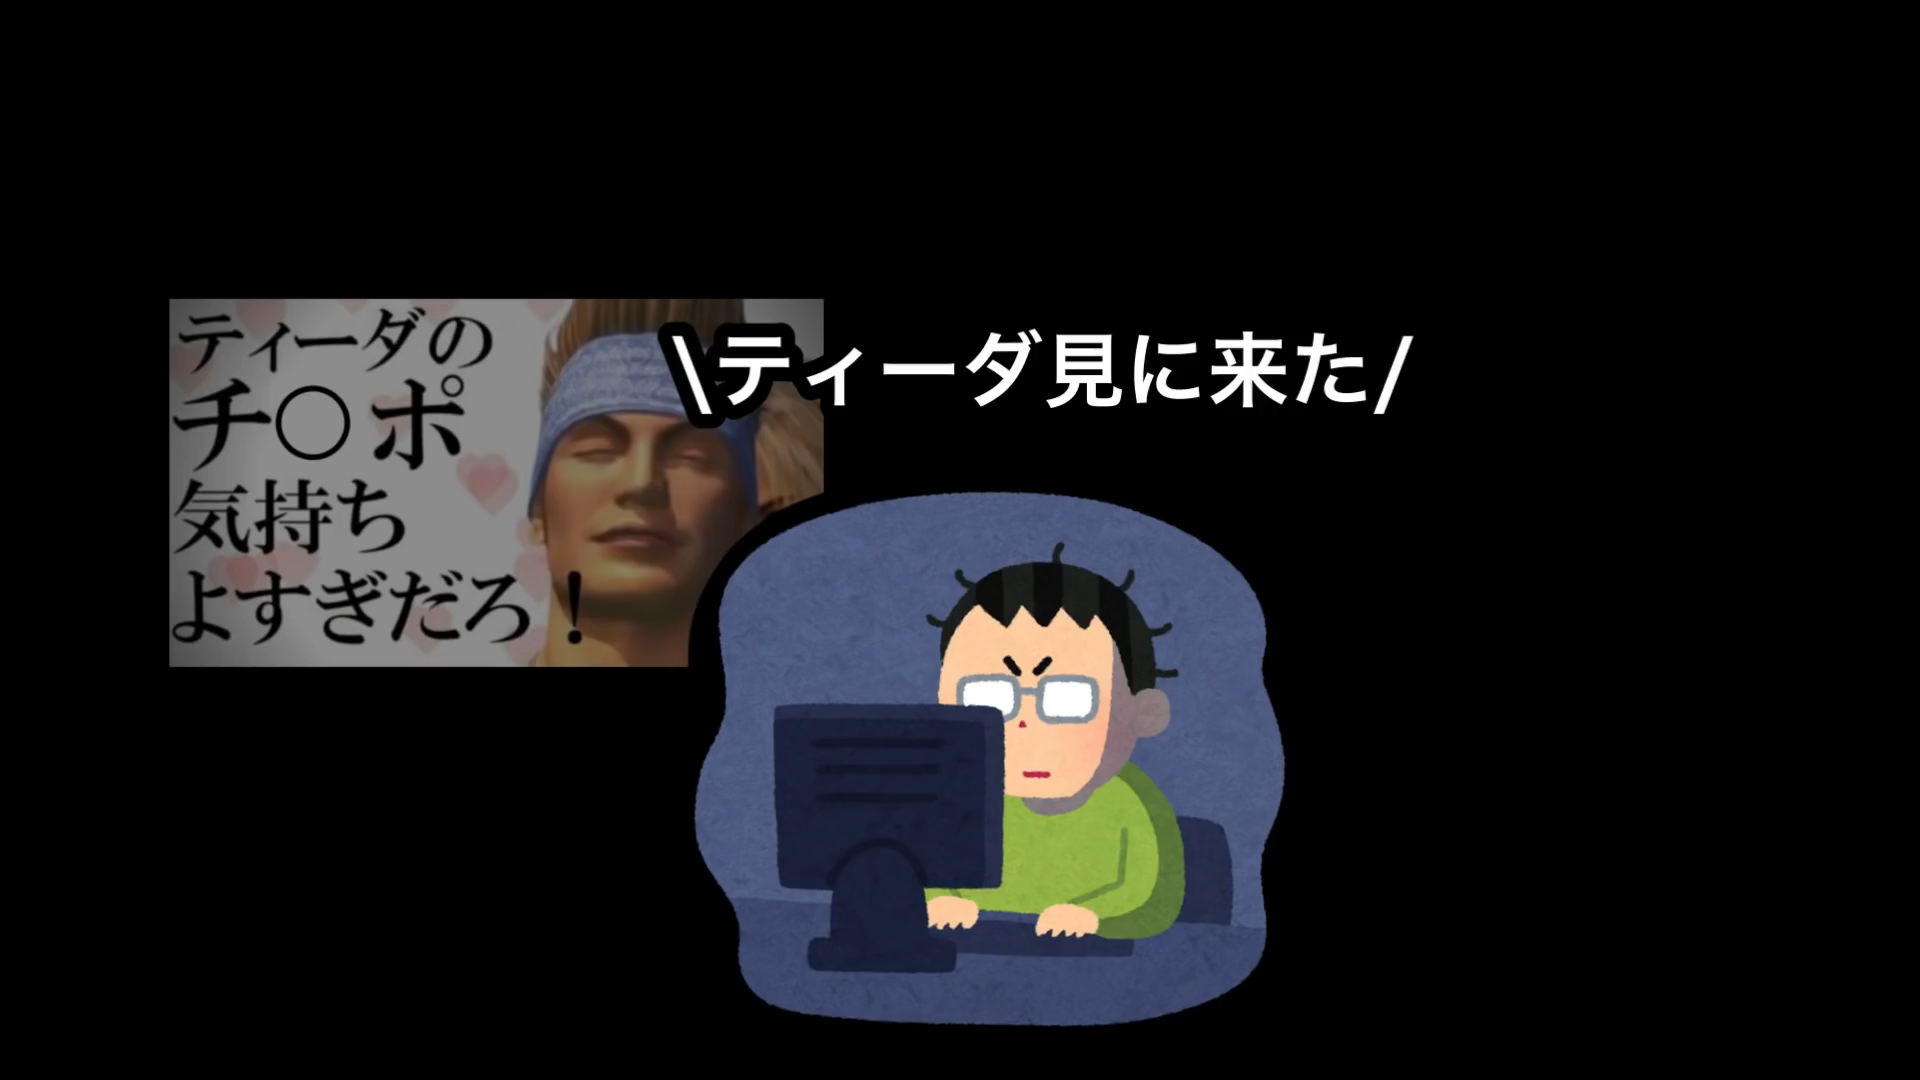 ティーダの
チ○ポ
気持ち
よすぎだろ！
\ティーダ見に来た/